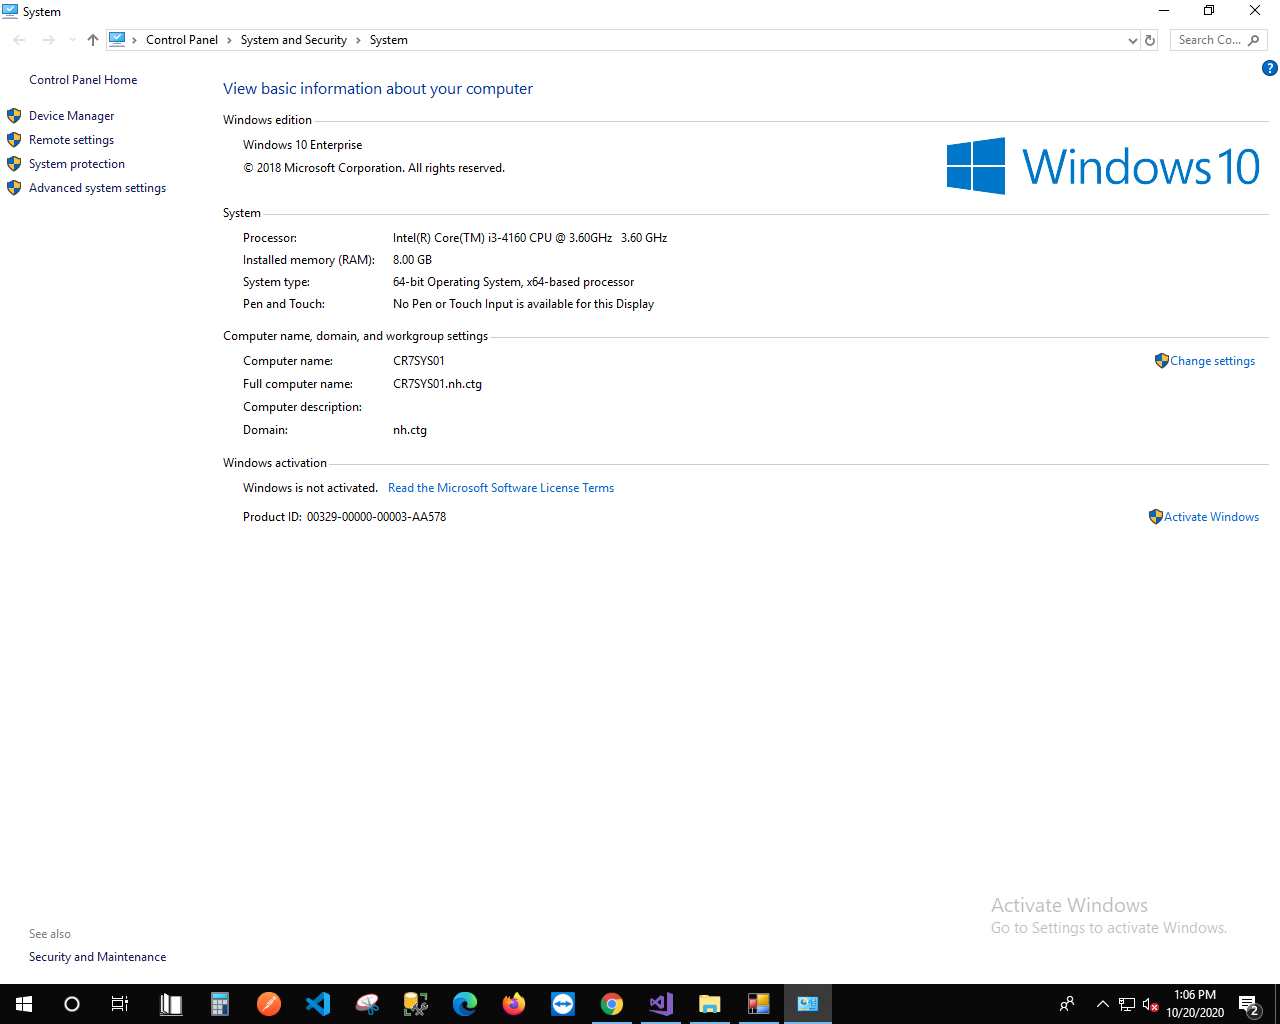 System
Control Panel > System and Security > System
Search Co...
Control Panel Home
Device Manager
Remote settings
System protection
Advanced system settings
View basic information about your computer
Windows edition
Windows 10 Enterprise
© 2018 Microsoft Corporation. All rights reserved.
Windows 10
System
Processor: Intel(R) Core(TM) i3-4160 CPU @ 3.60GHz 3.60 GHz
Installed memory (RAM): 8.00 GB
System type: 64-bit Operating System, x64-based processor
Pen and Touch: No Pen or Touch Input is available for this Display
Computer name, domain, and workgroup settings
Computer name: CR7SYS01
Change settings
Full computer name: CR7SYS01.nh.ctg
Computer description:
Domain: nh.ctg
Windows activation
Windows is not activated. Read the Microsoft Software License Terms
Product ID: 00329-00000-00003-AA578
Activate Windows
Activate Windows
Go to Settings to activate Windows.
See also
Security and Maintenance
1:06 PM
10/20/2020
2